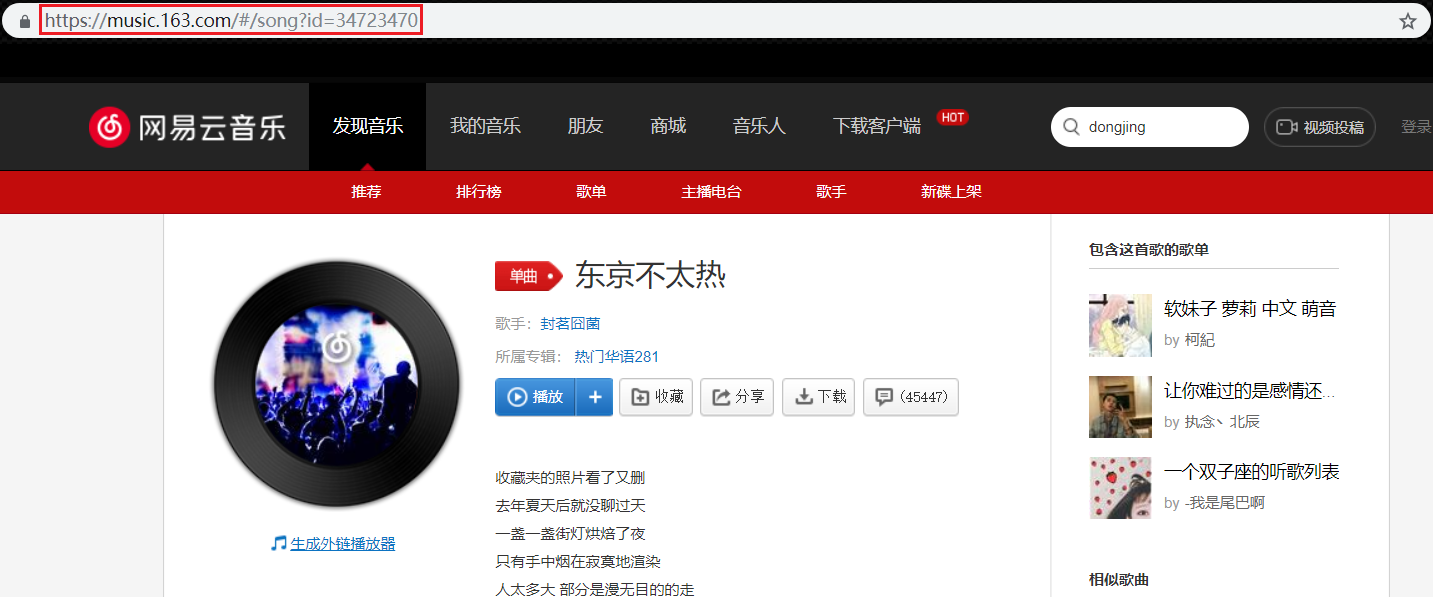 https://music.163.com/#/song?id=34723470
网易云音乐
发现音乐
我的音乐
朋友
商城
音乐人
下载客户端
HOT
dongjing
视频投稿
登录
推荐
排行榜
歌单
主播电台
歌手
新碟上架
单曲
东京不太热
歌手：封茗囧菌
所属专辑：热门华语281
播放
+
收藏
分享
下载
(45447)
生成外链播放器
收藏夹的照片看了又删
去年夏天后就没聊过天
一盏一盏街灯烘焙了夜
只有手中烟在寂寞地渲染
人太多大 部分是漫无目的的走
包含这首歌的歌单
软妹子 萝莉 中文 萌音
by 柯紀
让你难过的是感情还...
by 执念丶北辰
一个双子座的听歌列表
by -我是尾巴啊
相似歌曲